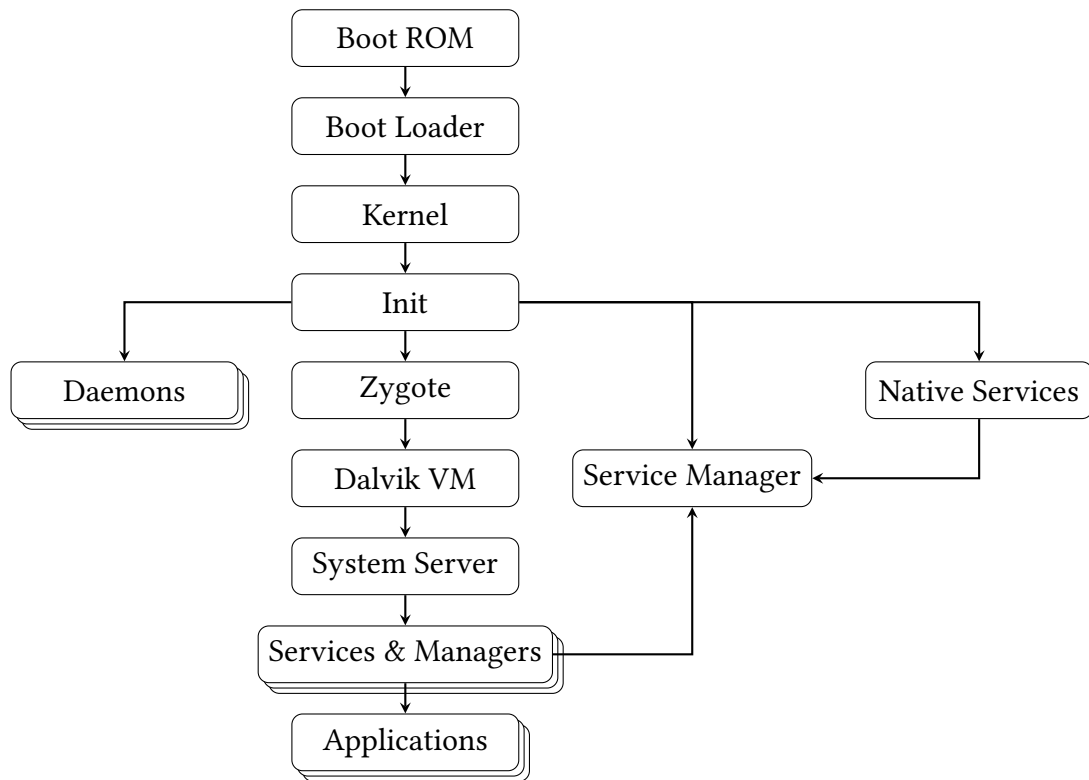 Boot ROM
Boot Loader
Kernel
Init
Daemons
Zygote
Native Services
Dalvik VM
Service Manager
System Server
Services & Managers
Applications